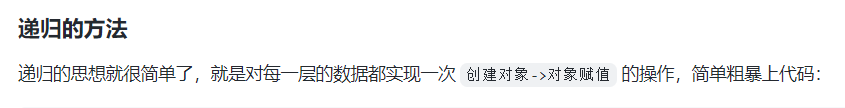 递归的方法
递归的思想就很简单了，就是对每一层的数据都实现一次 创建对象->对象赋值 的操作，简单粗暴上代码：